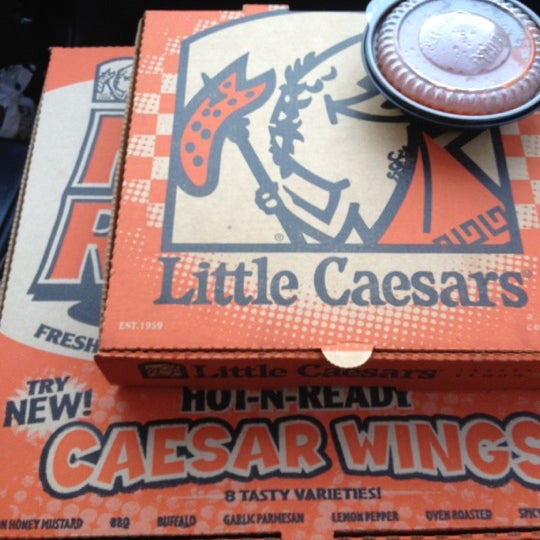 Little Caesars
EST. 1959
Little Caesars
FRESH
TRY
NEW!
HOT-N-READY
CAESAR WINGS
8 TASTY VARIETIES!
N HONEY MUSTARD BBQ BUFFALO GARLIC PARMESAN LEMON PEPPER OVEN ROASTED SPICY